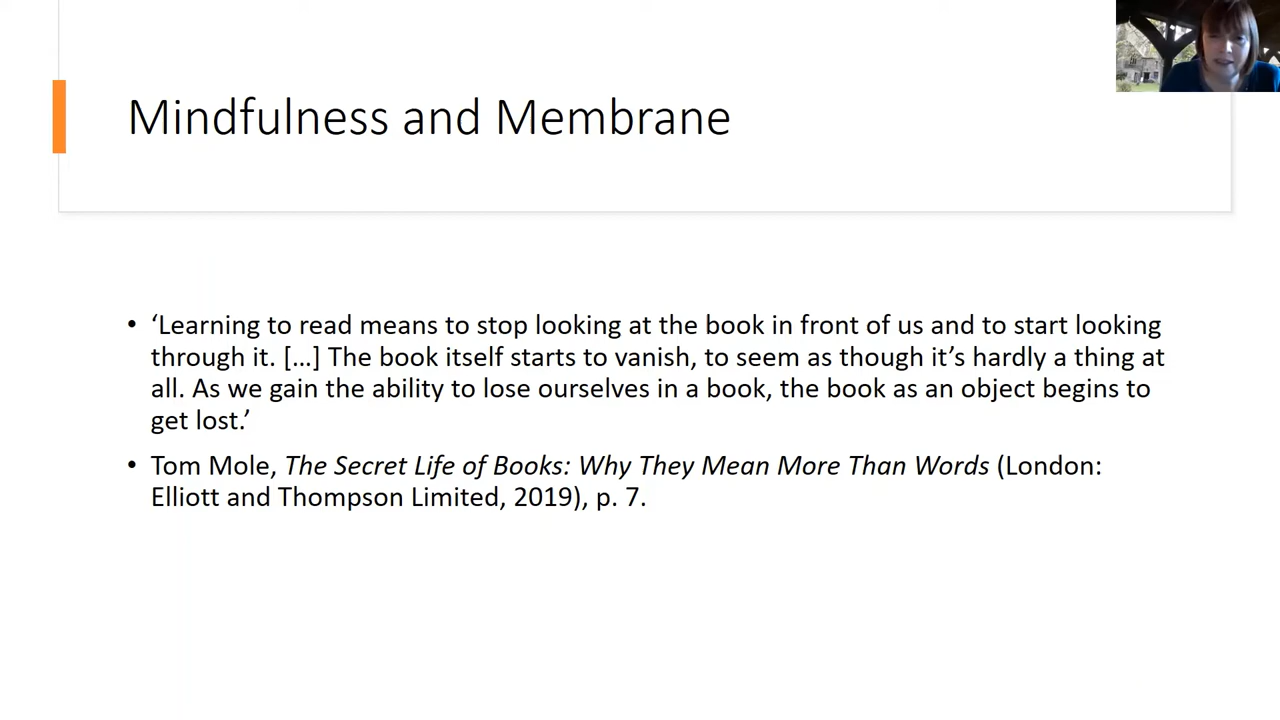 Mindfulness and Membrane
• ‘Learning to read means to stop looking at the book in front of us and to start looking
through it. […] The book itself starts to vanish, to seem as though it’s hardly a thing at
all. As we gain the ability to lose ourselves in a book, the book as an object begins to
get lost.’
• Tom Mole, The Secret Life of Books: Why They Mean More Than Words (London:
Elliott and Thompson Limited, 2019), p. 7.